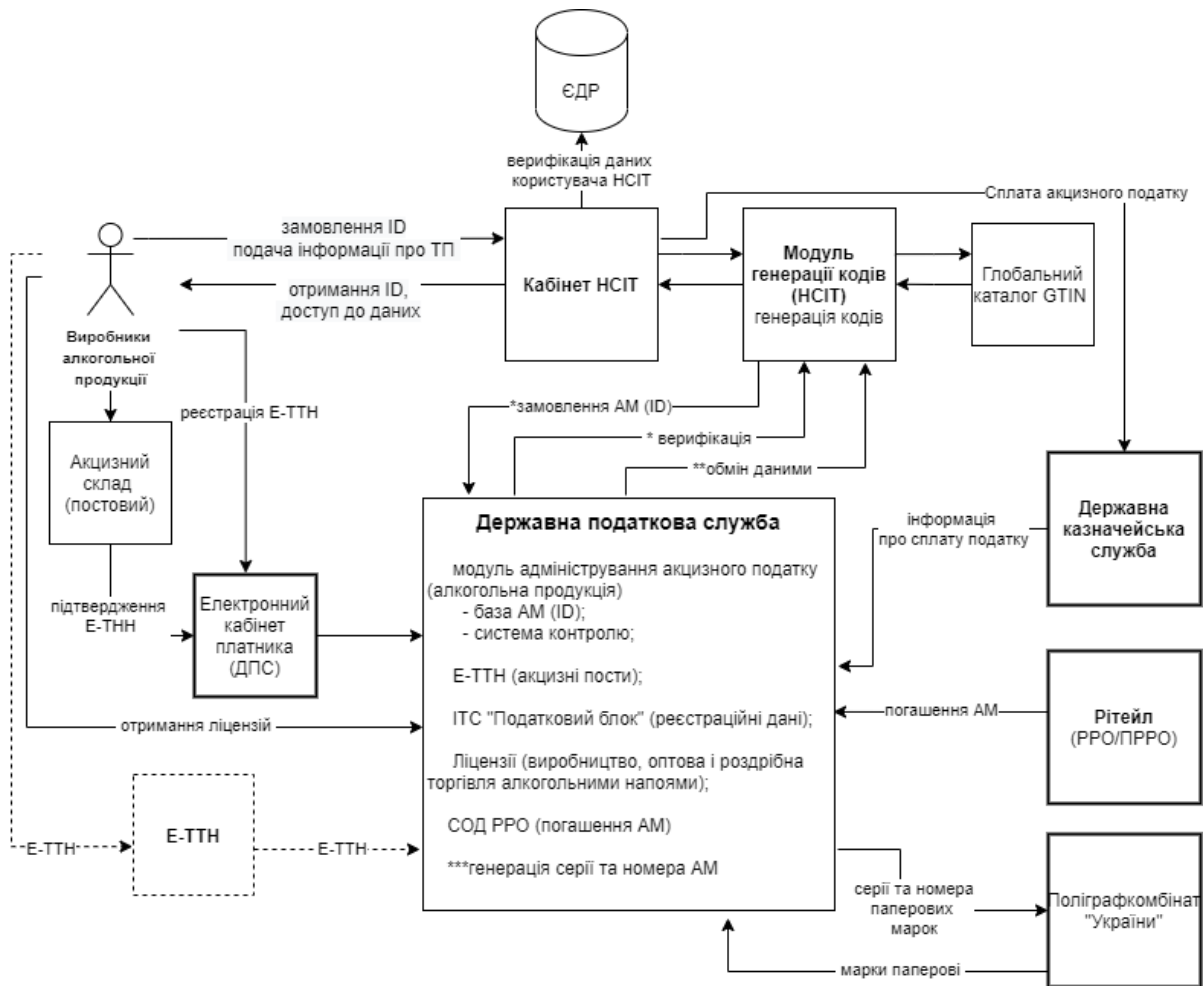 ЄДР
верифікація даних
користувача НСІТ
Сплата акцизного податку
замовлення ID
подача інформації про ТП
отримання ID,
доступ до даних
Кабінет НСІТ
Модуль
генерації кодів
(НСІТ)
генерація кодів
Глобальний
каталог GTIN
Виробники
алкогольної
продукції
реєстрація Е-ТТН
*замовлення АМ (ID)
* верифікація
**обмін даними
Акцизний
склад
(постовий)
підтвердження
Е-ТНН
Електронний
кабінет
платника
(ДПС)
отримання ліцензій
Е-ТТН
Е-ТТН
Е-ТТН
Державна податкова служба
модуль адміністрування акцизного податку
(алкогольна продукція)
- база АМ (ID);
- система контролю;
Е-ТТН (акцизні пости);
ІТС "Податковий блок" (реєстраційні дані);
Ліцензії (виробництво, оптова і роздрібна
торгівля алкогольними напоями);
СОД РРО (погашення АМ)
***генерація серії та номера АМ
інформація
про сплату податку
Державна
казначейська
служба
погашення АМ
Рітейл
(РРО/ПРРО)
серії та номера
паперових
марок
Поліграфкомбінат
"України"
марки паперові